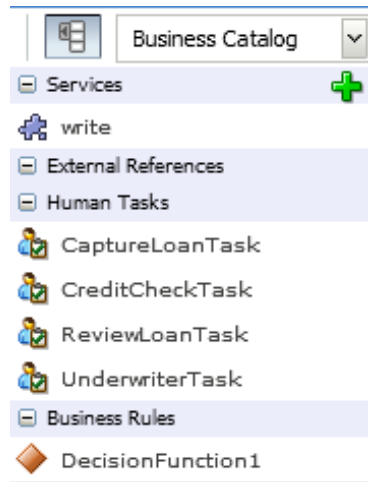 Business Catalog
Services
write
External References
Human Tasks
CaptureLoanTask
CreditCheckTask
ReviewLoanTask
UnderwriterTask
Business Rules
DecisionFunction1